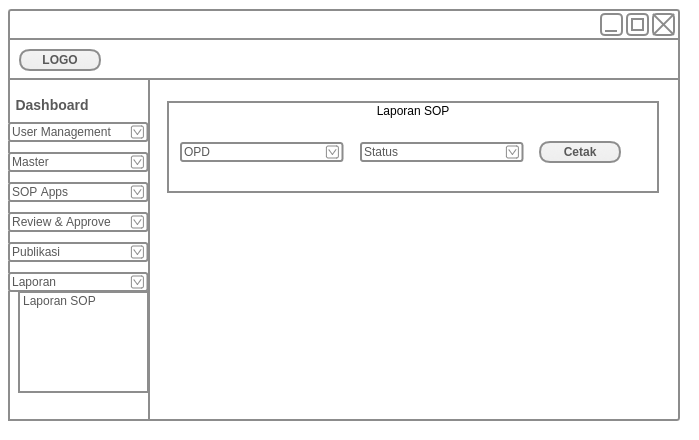 LOGO
Dashboard
User Management
Master
SOP Apps
Review & Approve
Publikasi
Laporan
Laporan SOP
Laporan SOP
OPD
Status
Cetak